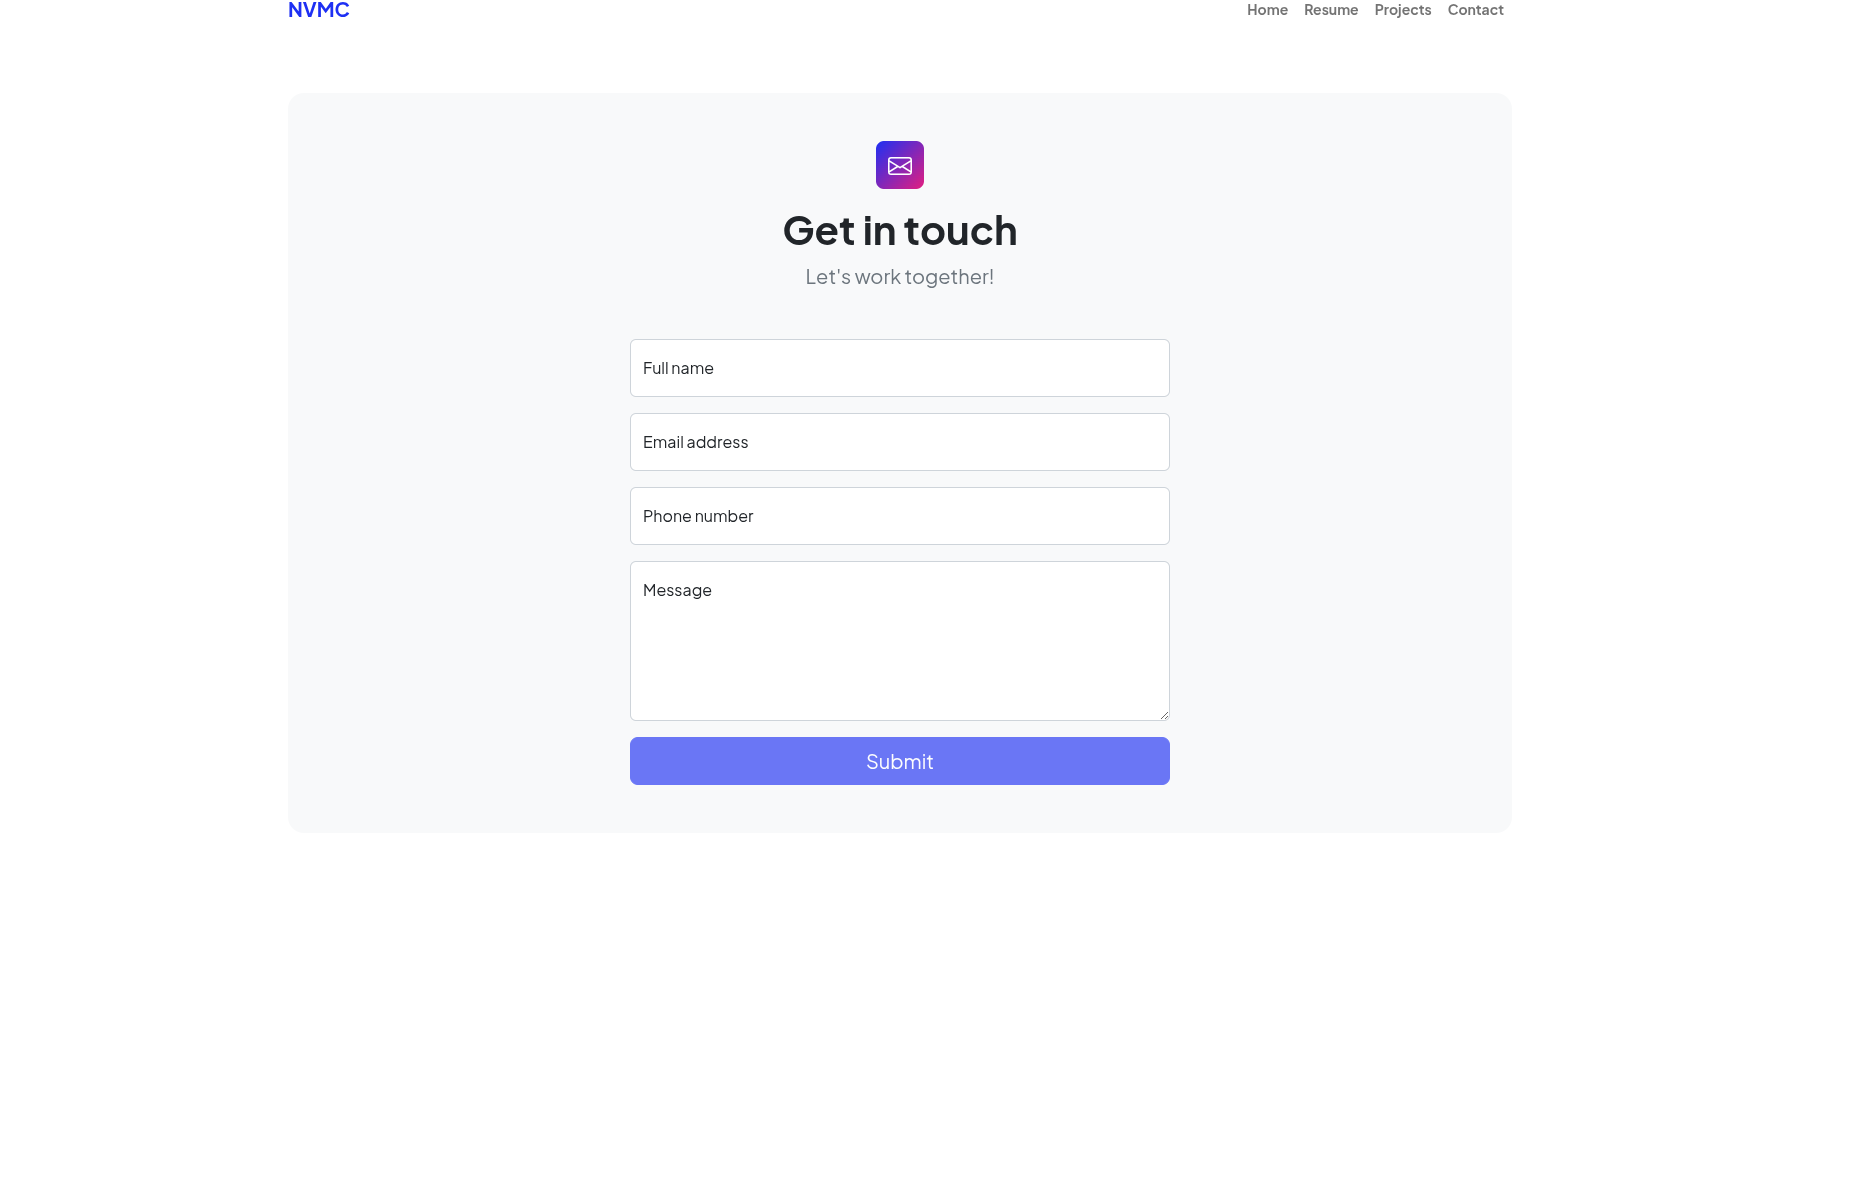 NVMC
Home Resume Projects Contact
Get in touch
Let's work together!
Full name
Email address
Phone number
Message
Submit